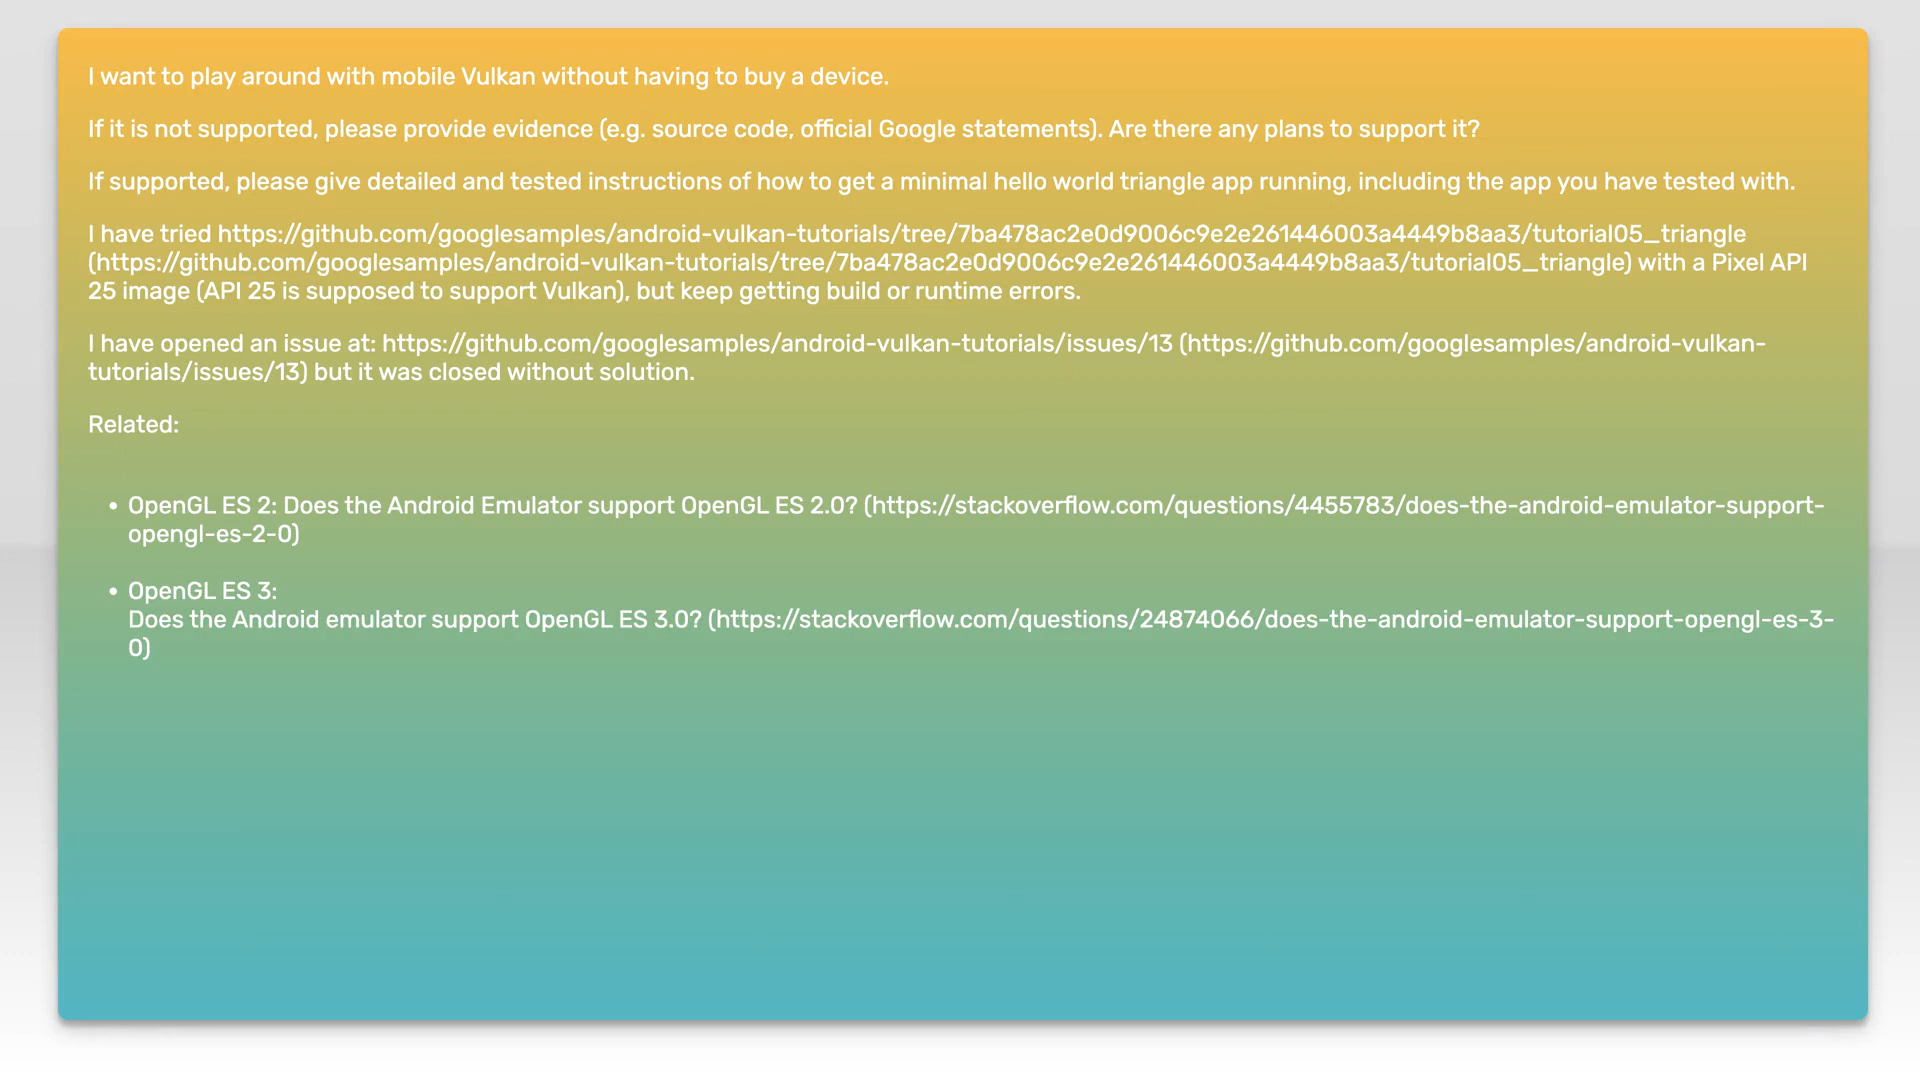 I want to play around with mobile Vulkan without having to buy a device.
If it is not supported, please provide evidence (e.g. source code, official Google statements). Are there any plans to support it?
If supported, please give detailed and tested instructions of how to get a minimal hello world triangle app running, including the app you have tested with.
I have tried https://github.com/googlesamples/android-vulkan-tutorials/tree/7ba478ac2e0d9006c9e2e261446003a4449b8aa3/tutorial05_triangle
(https://github.com/googlesamples/android-vulkan-tutorials/tree/7ba478ac2e0d9006c9e2e261446003a4449b8aa3/tutorial05_triangle) with a Pixel API
25 image (API 25 is supposed to support Vulkan), but keep getting build or runtime errors.
I have opened an issue at: https://github.com/googlesamples/android-vulkan-tutorials/issues/13 (https://github.com/googlesamples/android-vulkan-
tutorials/issues/13) but it was closed without solution.
Related:
• OpenGL ES 2: Does the Android Emulator support OpenGL ES 2.0? (https://stackoverflow.com/questions/4455783/does-the-android-emulator-support-
opengl-es-2-0)
• OpenGL ES 3:
Does the Android emulator support OpenGL ES 3.0? (https://stackoverflow.com/questions/24874066/does-the-android-emulator-support-opengl-es-3-
0)